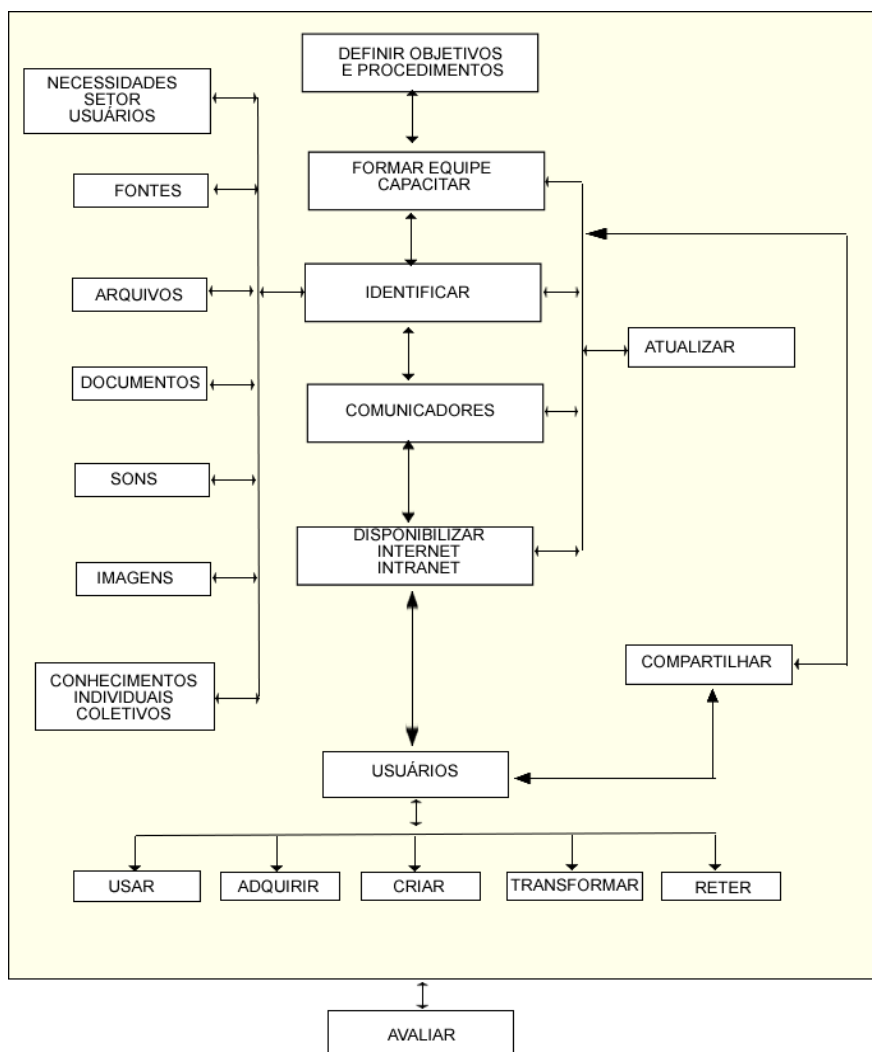 DEFINIR OBJETIVOS
E PROCEDIMENTOS
NECESSIDADES
SETOR
USUÁRIOS
FORMAR EQUIPE
CAPACITAR
FONTES
IDENTIFICAR
ARQUIVOS
ATUALIZAR
DOCUMENTOS
COMUNICADORES
SONS
DISPONIBILIZAR
INTERNET
INTRANET
IMAGENS
COMPARTILHAR
CONHECIMENTOS
INDIVIDUAIS
COLETIVOS
USUÁRIOS
USAR
ADQUIRIR
CRIAR
TRANSFORMAR
RETER
AVALIAR